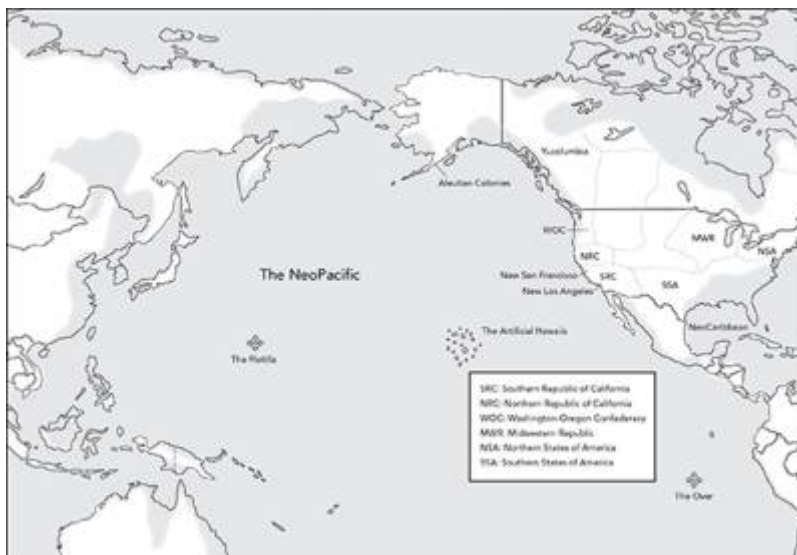 Yucolumbia
Aleutian Colonies
WOC
MWR
NSA
NRC
The NeoPacific
New San Francisco
SRC
SSA
New Los Angeles
NeoCaribbean
The Artificial Hawaiis
The Flotilla
SRC: Southern Republic of California
NRC: Northern Republic of California
WOC: Washington-Oregon Confederacy
MWR: Midwestern Republic
NSA: Northern States of America
SSA: Southern States of America
The Over